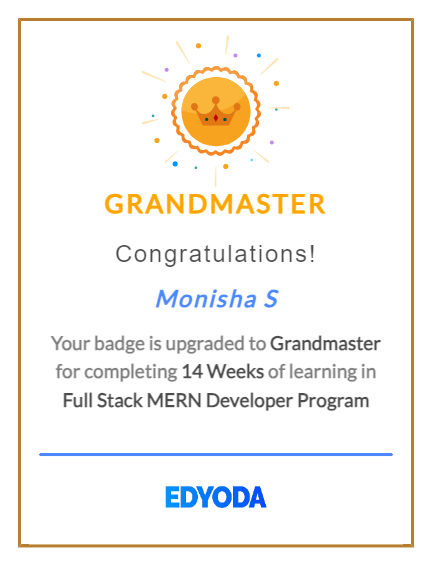 GRANDMASTER
Congratulations!
Monisha S
Your badge is upgraded to Grandmaster
for completing 14 Weeks of learning in
Full Stack MERN Developer Program
EDYODA